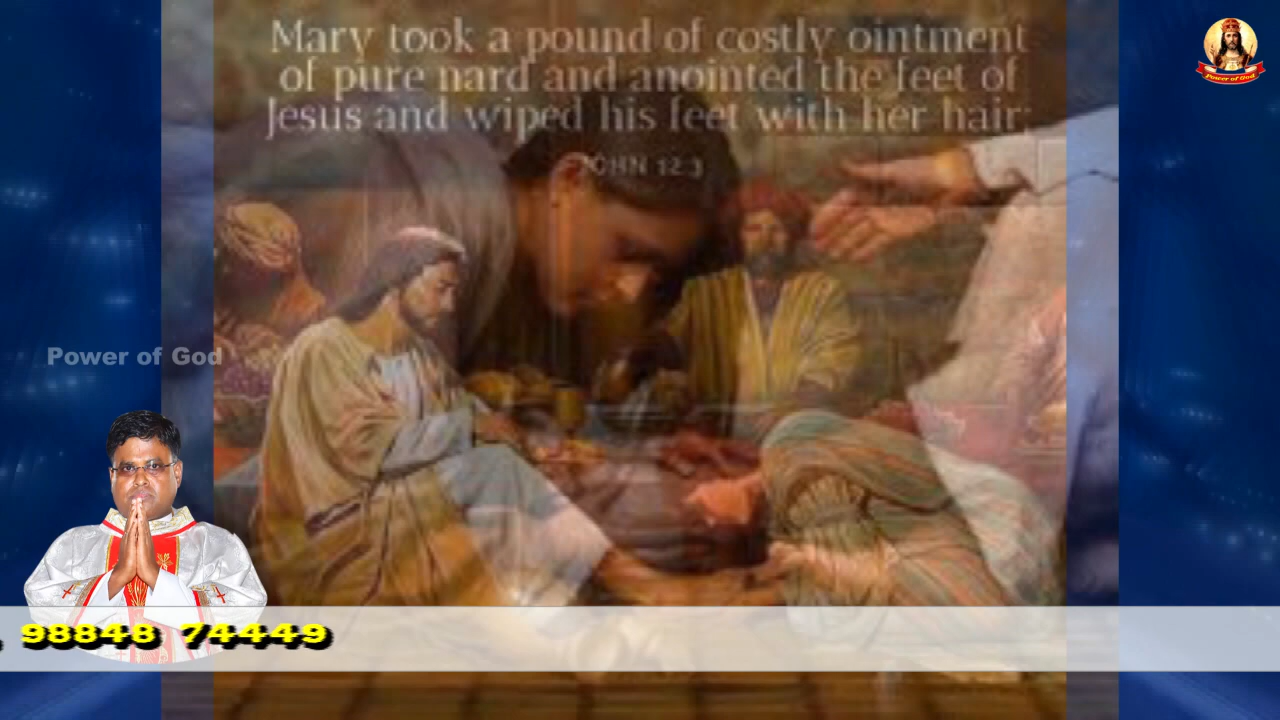 Mary took a pound of costly ointment
of pure nard and anointed the feet of
Jesus and wiped his feet with her hair;
JOHN 12:3
Power of God
Power of God
98848 74449